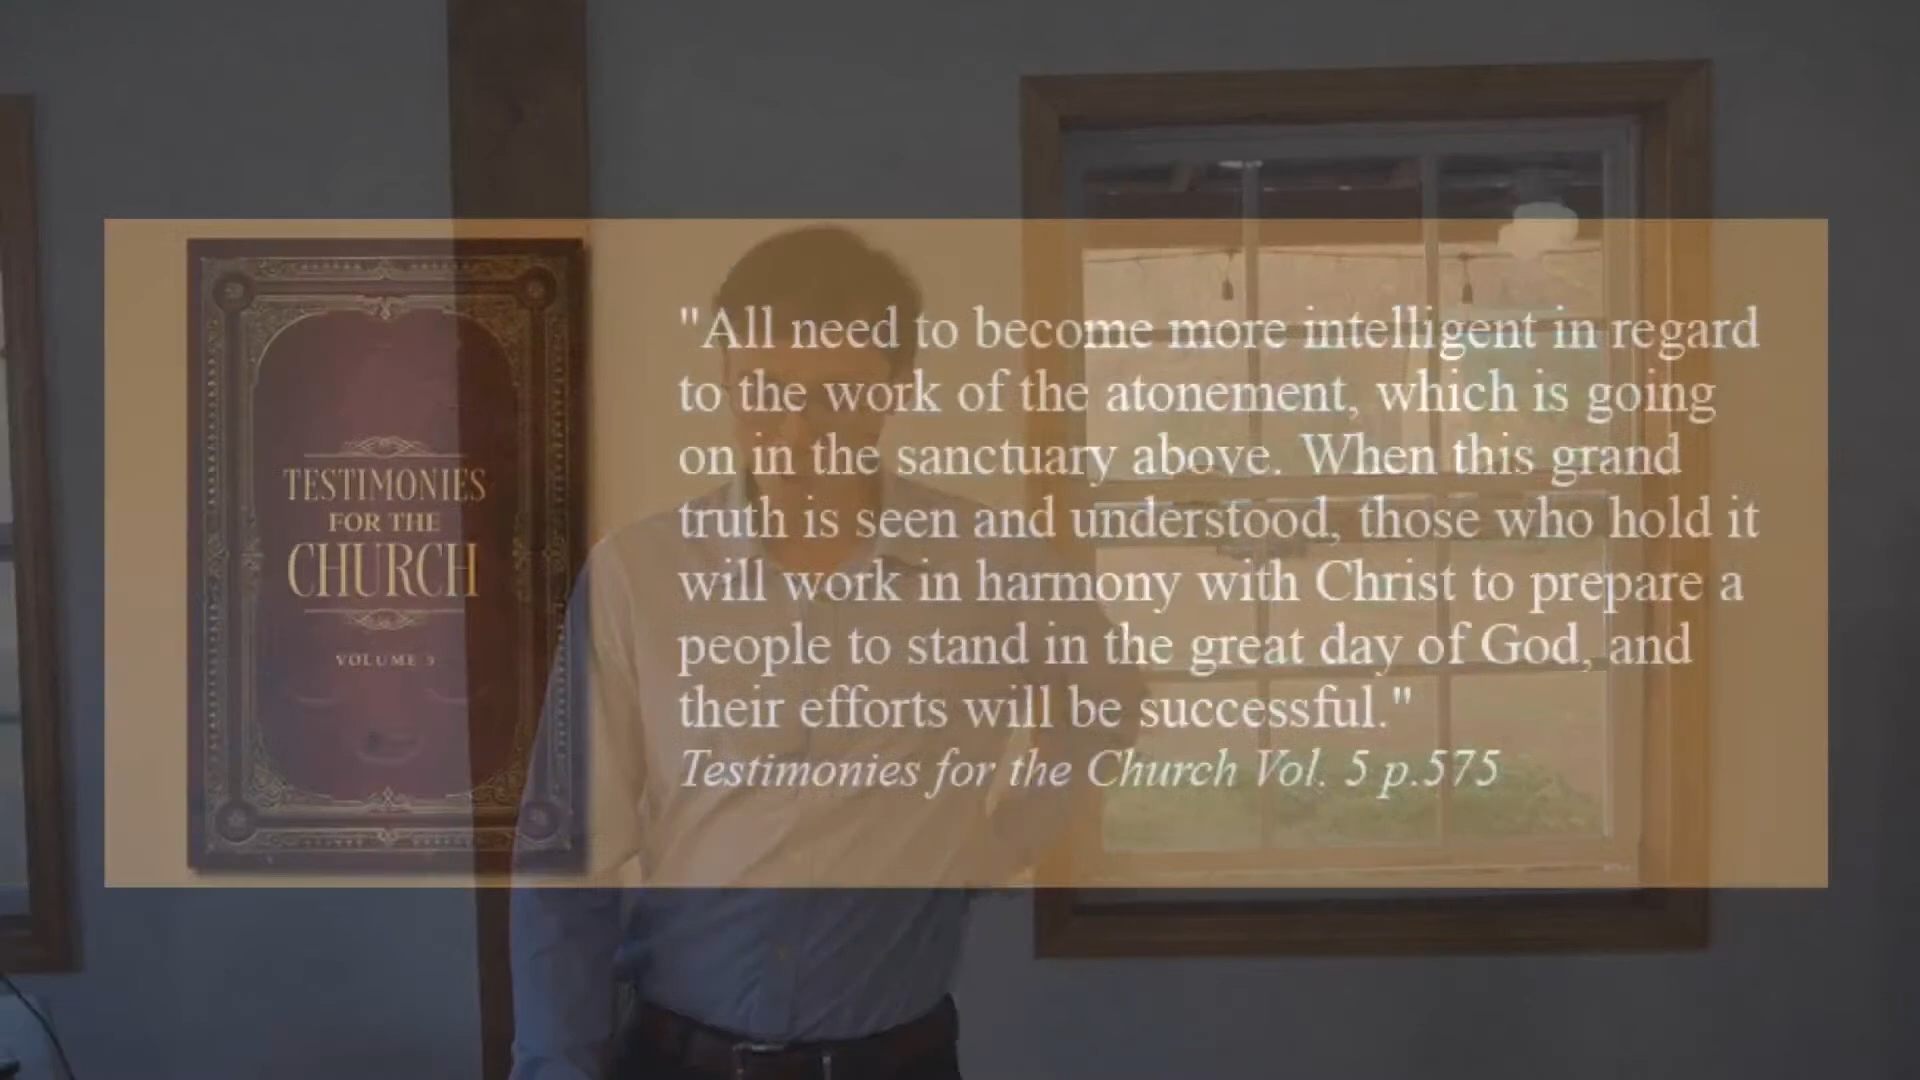 TESTIMONIES
FOR THE
CHURCH
VOLUME 5
"All need to become more intelligent in regard
to the work of the atonement, which is going
on in the sanctuary above. When this grand
truth is seen and understood, those who hold it
will work in harmony with Christ to prepare a
people to stand in the great day of God, and
their efforts will be successful."
Testimonies for the Church Vol. 5 p.575